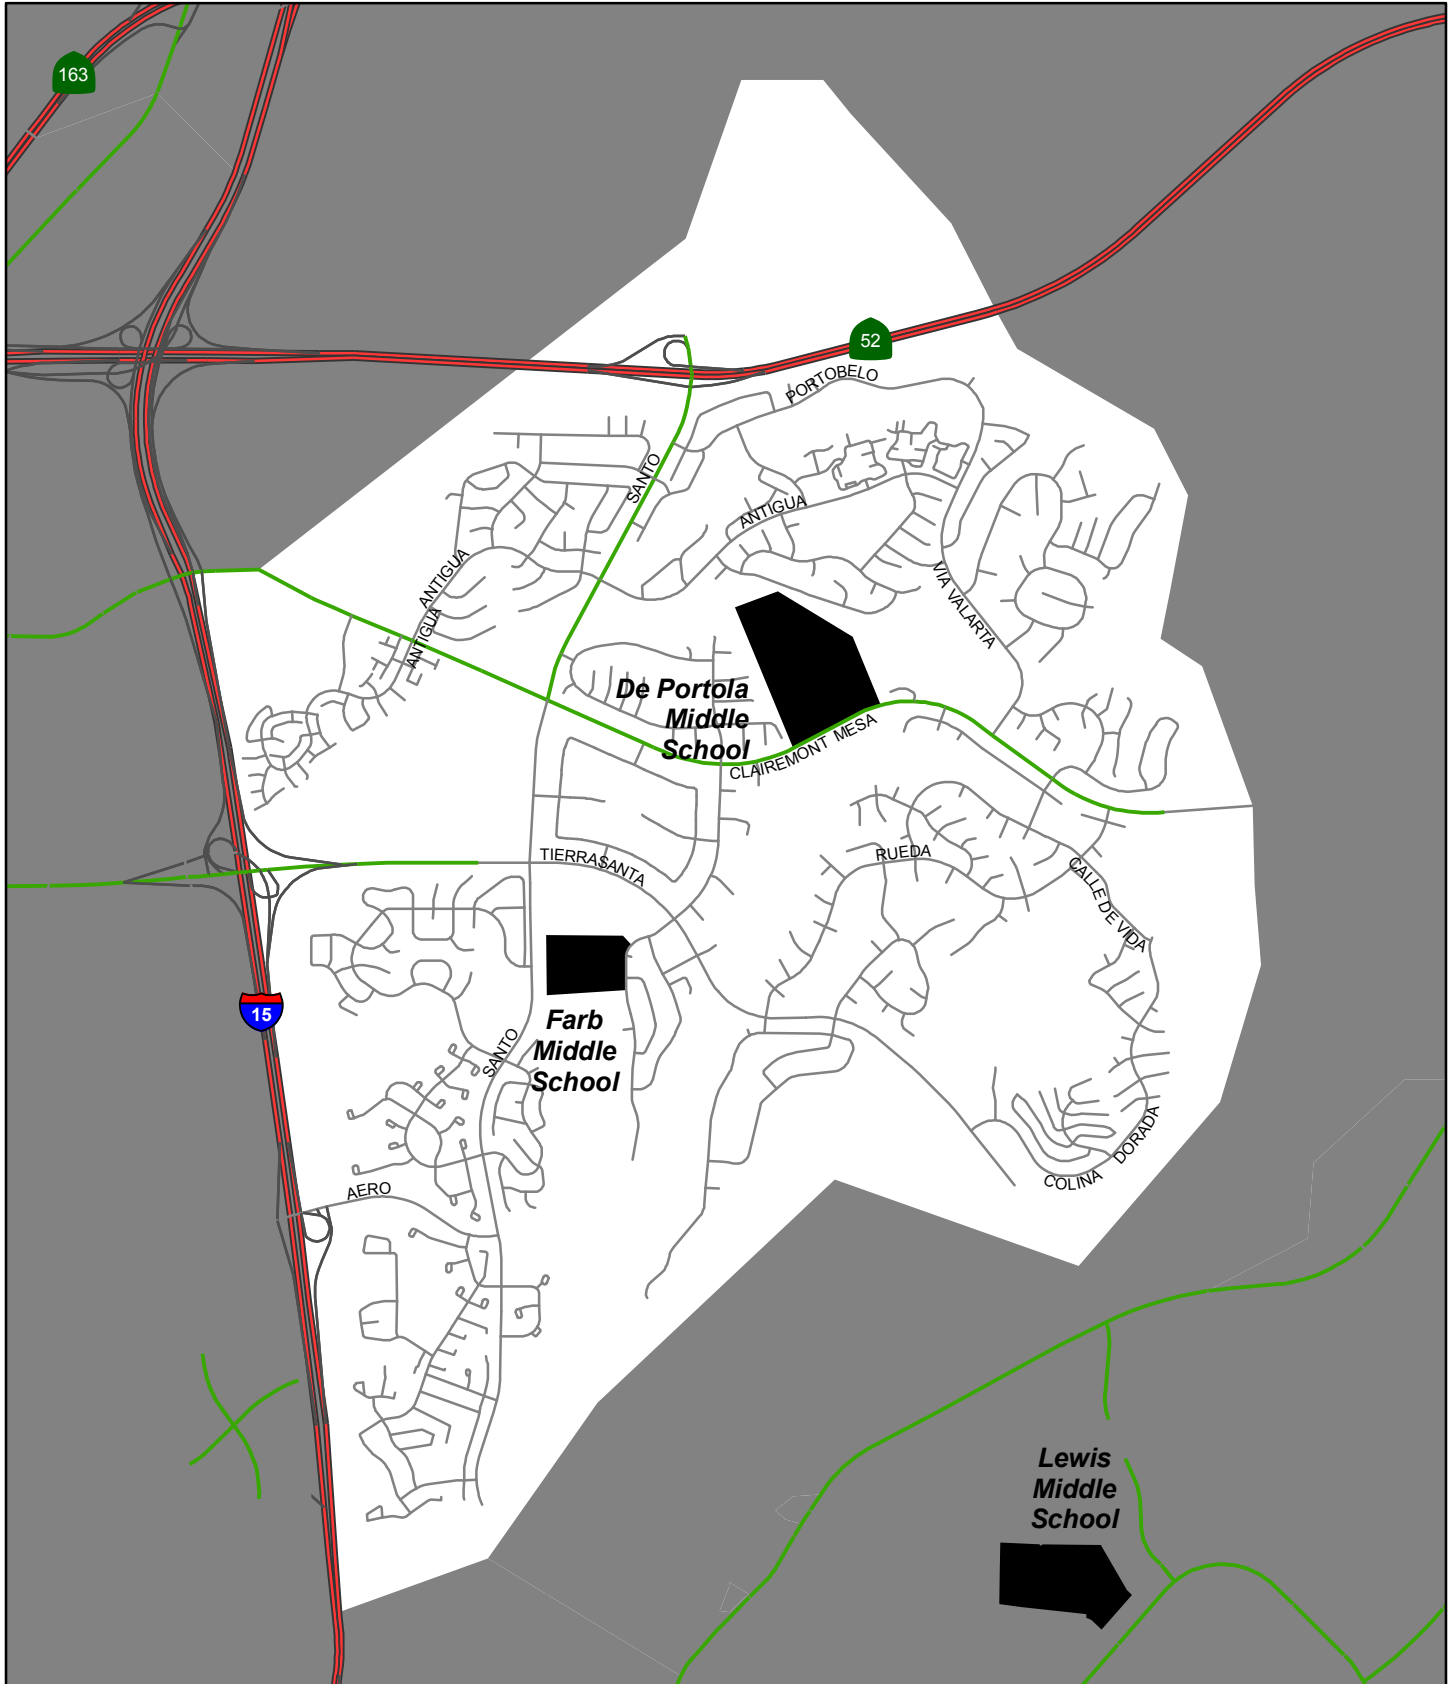 163
52
PORTOBELO
SANTO
ANTIGUA
ANTIGUA
ANTIGUA
VIA VALARTA
De Portola
Middle
School
CLAIREMONT MESA
TIERRASANTA
RUEDA
CALLE DE VIDA
15
Farb
Middle
School
SANTO
AERO
COLINA DORADA
Lewis
Middle
School